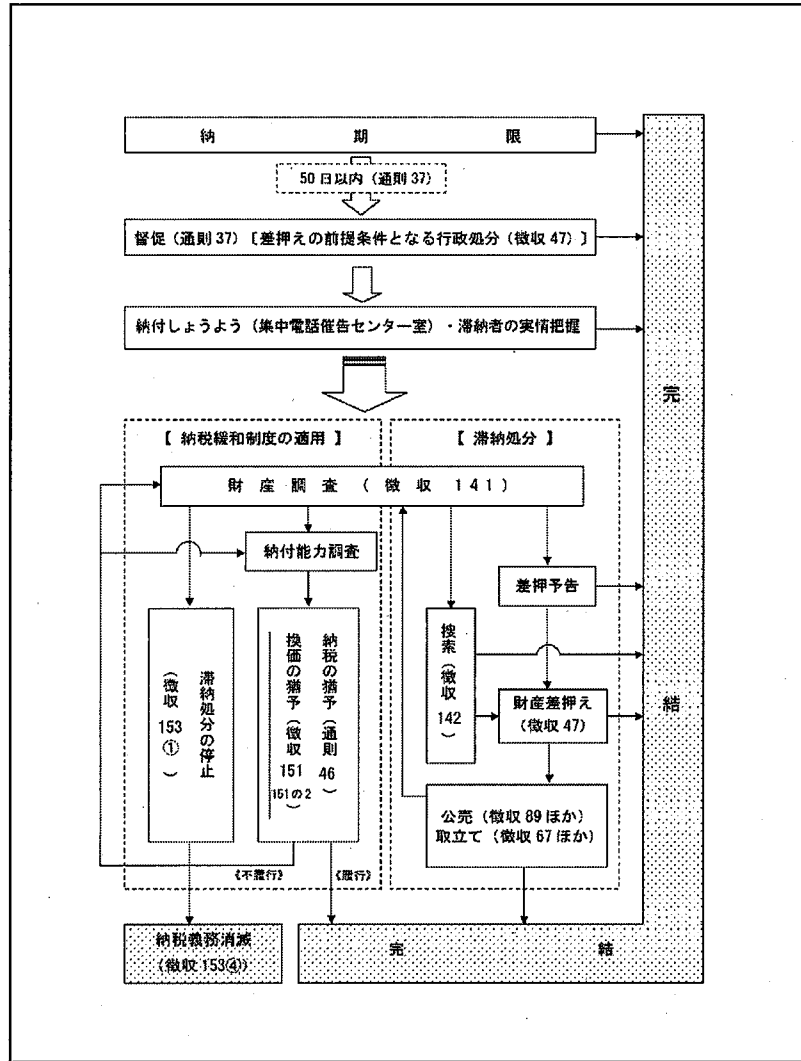 納期限
50日以内(通則37)
督促(通則37)〔差押えの前提条件となる行政処分(徴収47)〕
納付しょうよう(集中電話催告センター室)・滞納者の実情把握
【納税緩和制度の適用】
【滞納処分】
財産調査(徴収141)
納付能力調査
差押予告
滞納処分の停止
(徴収153①)
納税の猶予(通則46)
換価の猶予(徴収151
151の2)
捜索(徴収142)
財産差押え
(徴収47)
公売(徴収89ほか)
取立て(徴収67ほか)
《不履行》
《履行》
納税義務消滅
(徴収153④)
完結
完結